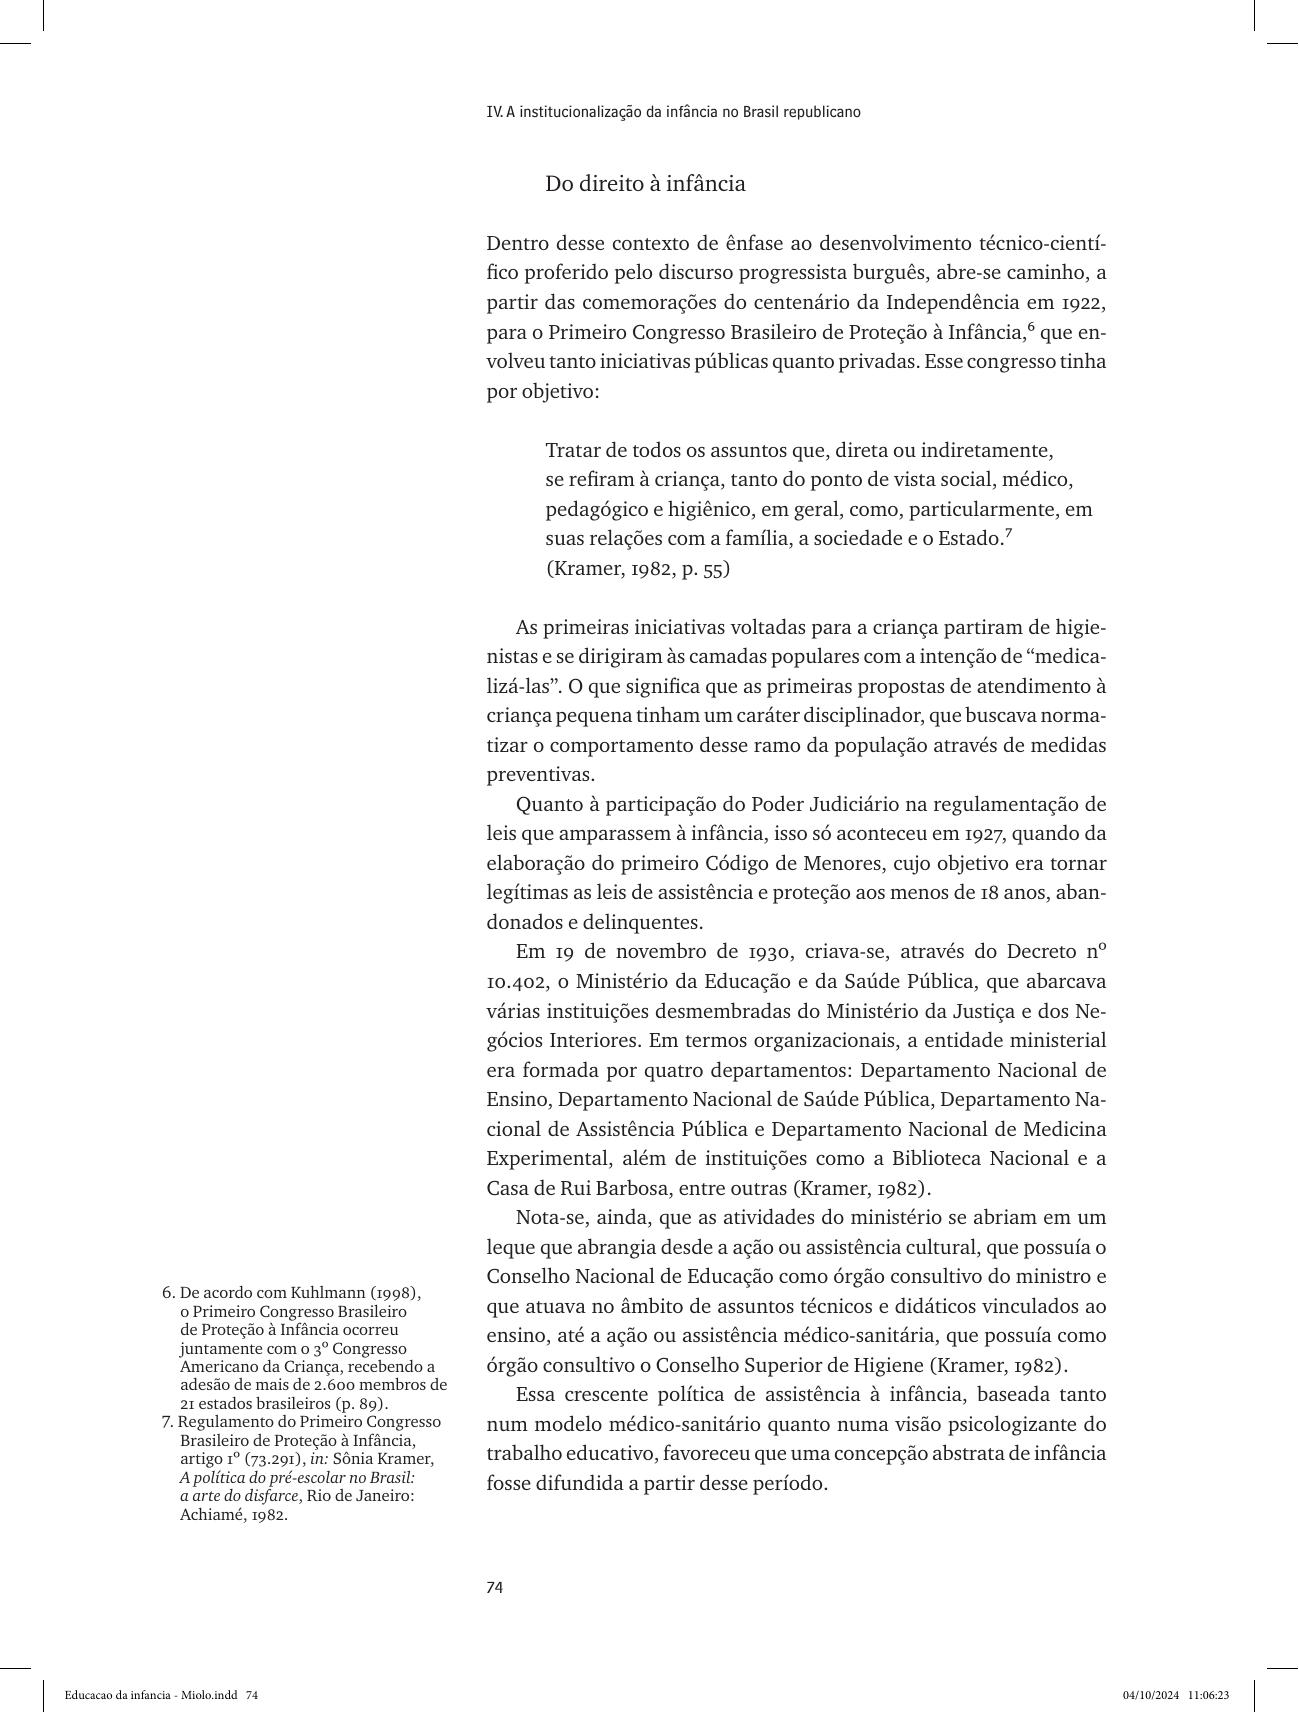 IV. A institucionalização da infância no Brasil republicano
Do direito à infância
Dentro desse contexto de ênfase ao desenvolvimento técnico-cientí-
fico proferido pelo discurso progressista burguês, abre-se caminho, a
partir das comemorações do centenário da Independência em 1922,
para o Primeiro Congresso Brasileiro de Proteção à Infância,⁶ que en-
volveu tanto iniciativas públicas quanto privadas. Esse congresso tinha
por objetivo:
Tratar de todos os assuntos que, direta ou indiretamente,
se refiram à criança, tanto do ponto de vista social, médico,
pedagógico e higiênico, em geral, como, particularmente, em
suas relações com a família, a sociedade e o Estado.⁷
(Kramer, 1982, p. 55)
As primeiras iniciativas voltadas para a criança partiram de higie-
nistas e se dirigiram às camadas populares com a intenção de “medica-
lizá-las”. O que significa que as primeiras propostas de atendimento à
criança pequena tinham um caráter disciplinador, que buscava norma-
tizar o comportamento desse ramo da população através de medidas
preventivas.
Quanto à participação do Poder Judiciário na regulamentação de
leis que amparassem à infância, isso só aconteceu em 1927, quando da
elaboração do primeiro Código de Menores, cujo objetivo era tornar
legítimas as leis de assistência e proteção aos menos de 18 anos, aban-
donados e delinquentes.
Em 19 de novembro de 1930, criava-se, através do Decreto nº
10.402, o Ministério da Educação e da Saúde Pública, que abarcava
várias instituições desmembradas do Ministério da Justiça e dos Ne-
gócios Interiores. Em termos organizacionais, a entidade ministerial
era formada por quatro departamentos: Departamento Nacional de
Ensino, Departamento Nacional de Saúde Pública, Departamento Na-
cional de Assistência Pública e Departamento Nacional de Medicina
Experimental, além de instituições como a Biblioteca Nacional e a
Casa de Rui Barbosa, entre outras (Kramer, 1982).
Nota-se, ainda, que as atividades do ministério se abriam em um
leque que abrangia desde a ação ou assistência cultural, que possuía o
Conselho Nacional de Educação como órgão consultivo do ministro e
que atuava no âmbito de assuntos técnicos e didáticos vinculados ao
ensino, até a ação ou assistência médico-sanitária, que possuía como
órgão consultivo o Conselho Superior de Higiene (Kramer, 1982).
Essa crescente política de assistência à infância, baseada tanto
num modelo médico-sanitário quanto numa visão psicologizante do
trabalho educativo, favoreceu que uma concepção abstrata de infância
fosse difundida a partir desse período.
6. De acordo com Kuhlmann (1998),
o Primeiro Congresso Brasileiro
de Proteção à Infância ocorreu
juntamente com o 3º Congresso
Americano da Criança, recebendo a
adesão de mais de 2.600 membros de
21 estados brasileiros (p. 89).
7. Regulamento do Primeiro Congresso
Brasileiro de Proteção à Infância,
artigo 1º (73.291), in: Sônia Kramer,
A política do pré-escolar no Brasil:
a arte do disfarce, Rio de Janeiro:
Achiamé, 1982.
74
Educacao da infancia - Miolo.indd 74
04/10/2024 11:06:23